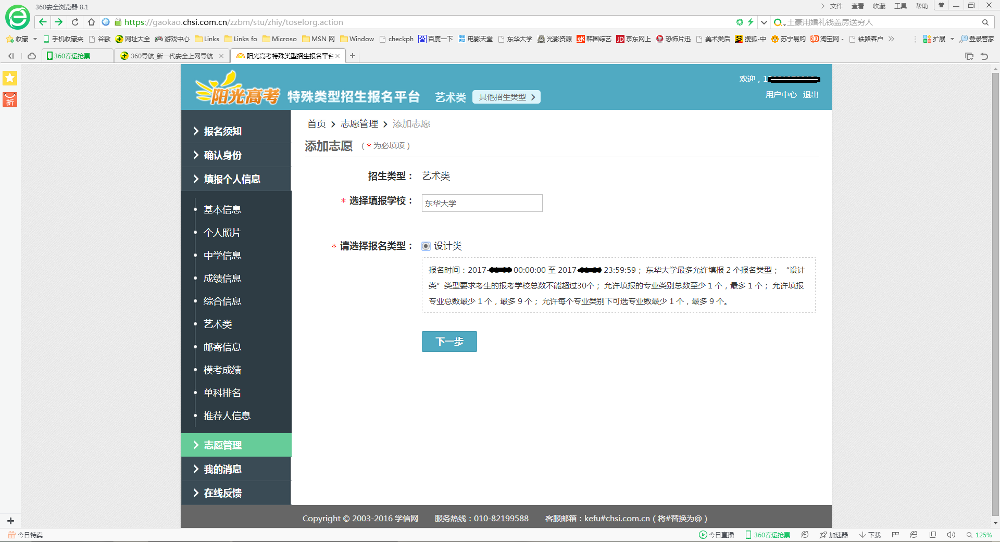 360安全浏览器 8.1
文件 查看 收藏 工具 帮助
https://gaokao.chsi.com.cn/zzbm/stu/zhiy/toselorg.action
土豪用婚礼钱盖房送穷人
收藏 手机收藏夹 谷歌 网址大全 游戏中心 Links Links fo Microso MSN 网 Window checkph 百度一下 电影天堂 东华大学 光影资源 韩国综艺 京东网上 恐怖片迅 美术类后 搜狐-中 苏宁易购 淘宝网 - 铁路客户 扩展 登录管家
360春运抢票 360导航_新一代安全上网导航 阳光高考特殊类型招生报名平台
折
阳光高考 特殊类型招生报名平台 艺术类 其他招生类型
欢迎，1
用户中心 退出
报名须知
确认身份
填报个人信息
基本信息
个人照片
中学信息
成绩信息
综合信息
艺术类
邮寄信息
模考成绩
单科排名
推荐人信息
志愿管理
我的消息
在线反馈
首页 志愿管理 添加志愿
添加志愿 ( * 为必填项 )
招生类型： 艺术类
* 选择填报学校： 东华大学
* 请选择报名类型： 设计类
报名时间：2017- 00:00:00 至 2017- 23:59:59； 东华大学最多允许填报 2 个报名类型； “设计
类”类型要求考生的报考学校总数不能超过30个； 允许填报的专业类别总数至少 1 个，最多 1 个； 允许填报
专业总数最少 1 个，最多 9 个； 允许每个专业类别下可选专业数最少 1 个，最多 9 个。
下一步
Copyright © 2003-2016 学信网 服务热线：010-82199588 客服邮箱：kefu#chsi.com.cn ( 将#替换为@ )
今日特卖
今日直播 360春运抢票 加速器 下载 125%